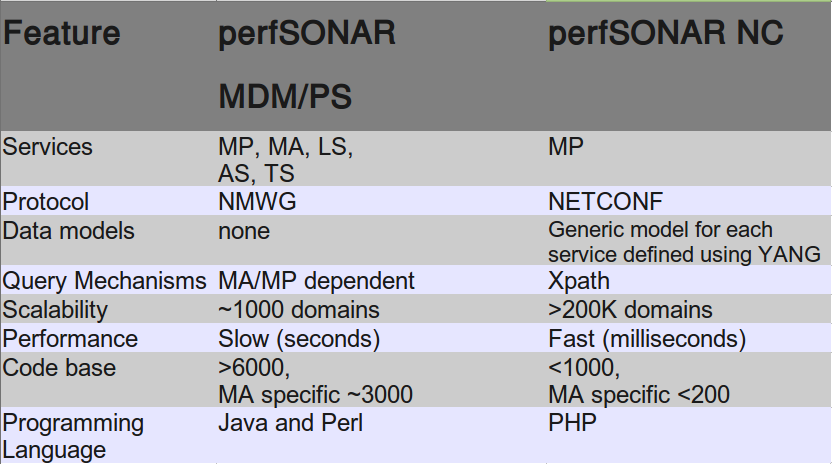 Feature perfSONAR perfSONAR NC
MDM/PS
Services MP, MA, LS, MP
AS, TS
Protocol NMWG NETCONF
Data models none Generic model for each
service defined using YANG
Query Mechanisms MA/MP dependent Xpath
Scalability ~1000 domains >200K domains
Performance Slow (seconds) Fast (milliseconds)
Code base >6000, <1000,
MA specific ~3000 MA specific <200
Programming Java and Perl PHP
Language